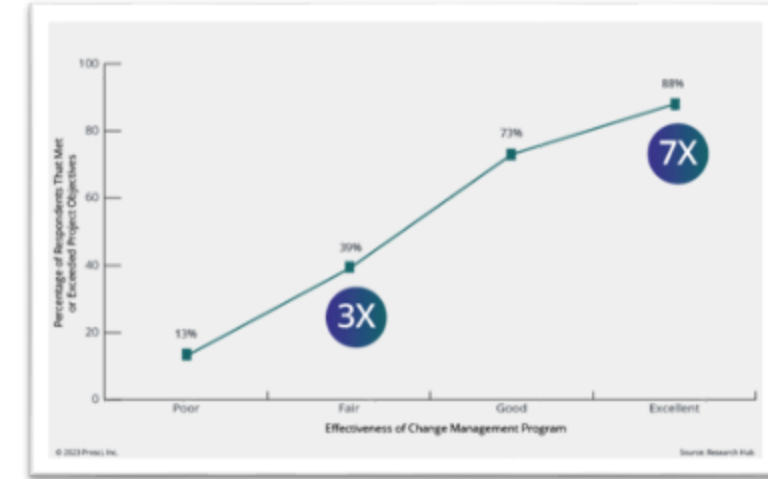 100
80
60
40
20
0
Percentage of Respondents That Met
or Exceeded Project Objectives
13%
39%
73%
88%
3X
7X
Poor
Fair
Good
Excellent
Effectiveness of Change Management Program
© 2023 Prosci, Inc.
Source: Research Hub